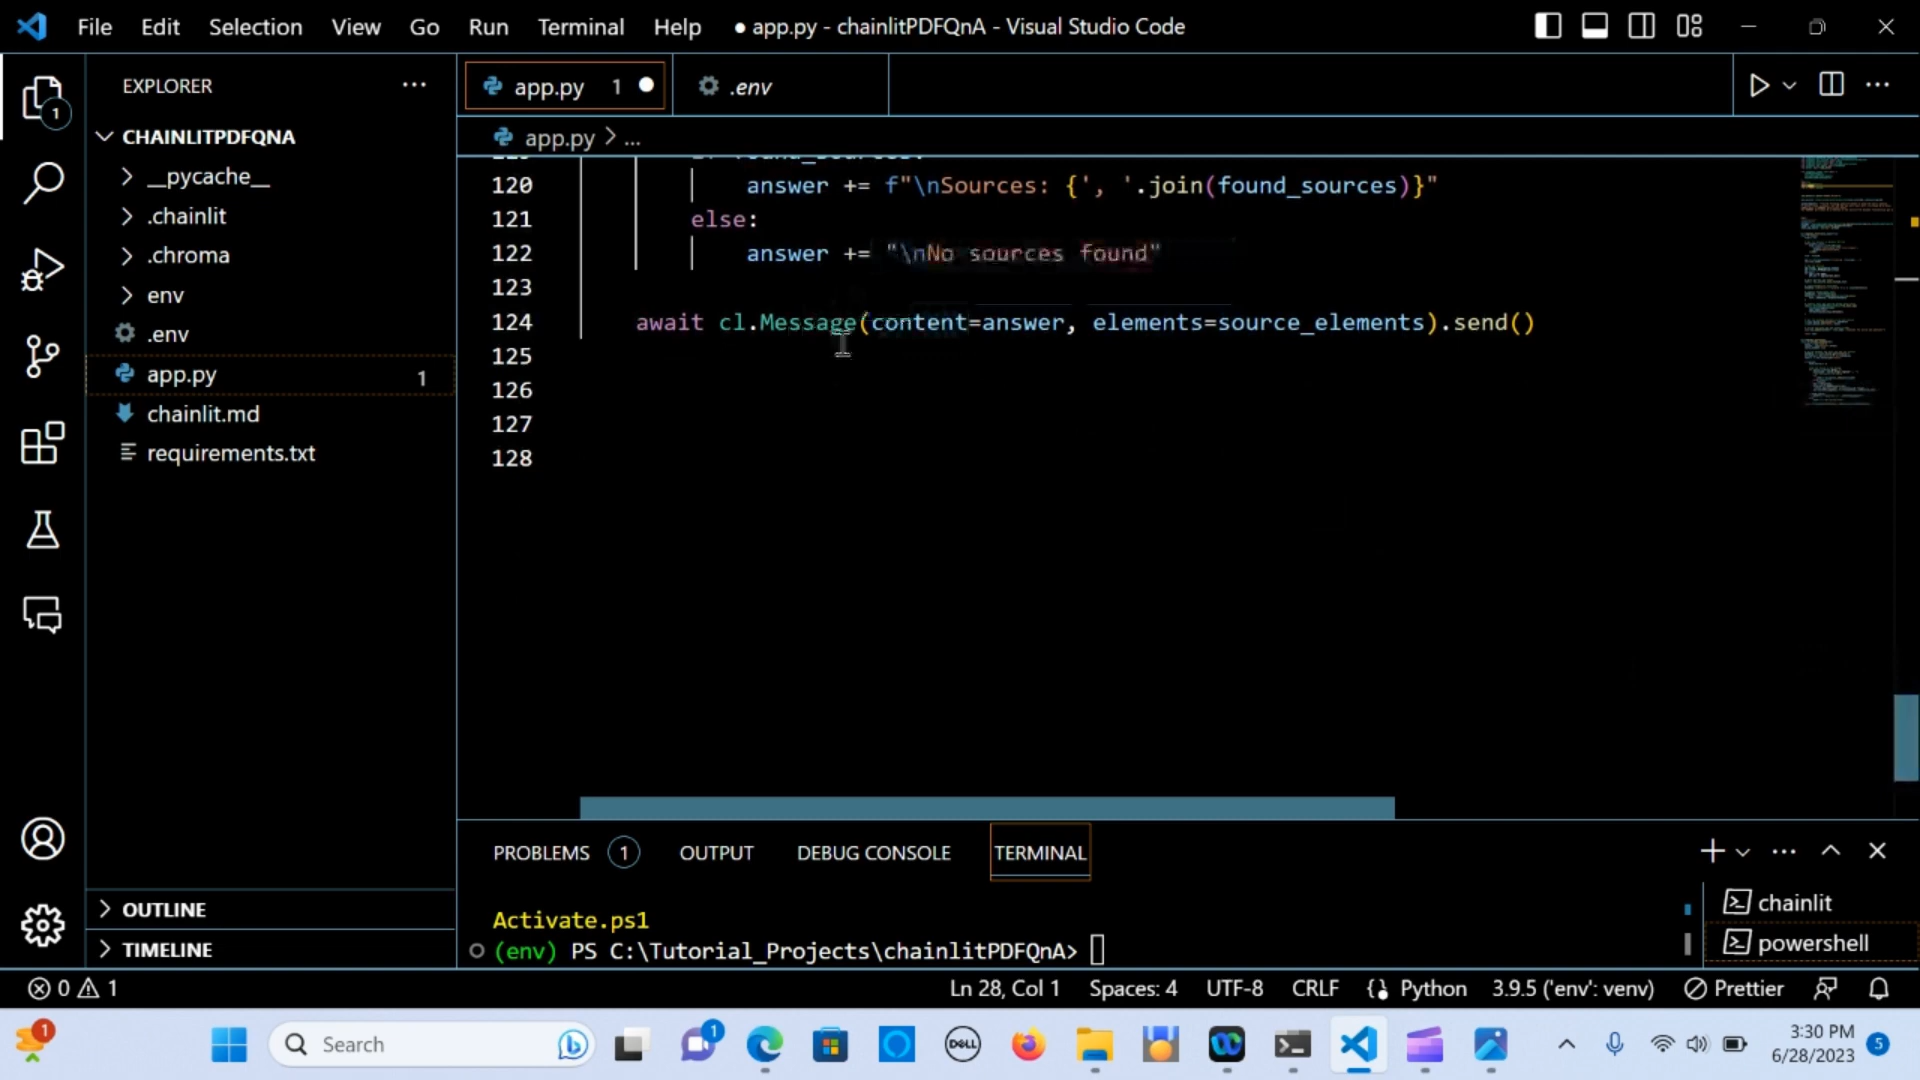 File Edit Selection View Go Run Terminal Help ● app.py - chainlitPDFQnA - Visual Studio Code
1
EXPLORER ...
CHAINLITPDFQNA
__pycache__
.chainlit
.chroma
env
.env
app.py 1
chainlit.md
requirements.txt
OUTLINE
TIMELINE
app.py 1
.env
app.py > ...
120 answer += f"\nSources: {', '.join(found_sources)}"
121 else:
122 answer += "\nNo sources found"
123
124 await cl.Message(content=answer, elements=source_elements).send()
125
126
127
128
PROBLEMS 1 OUTPUT DEBUG CONSOLE TERMINAL
Activate.ps1
(env) PS C:\Tutorial_Projects\chainlitPDFQnA>
chainlit
powershell
0 1 Ln 28, Col 1 Spaces: 4 UTF-8 CRLF Python 3.9.5 ('env': venv) Prettier
1
Search
1
DELL
3:30 PM
6/28/2023
5